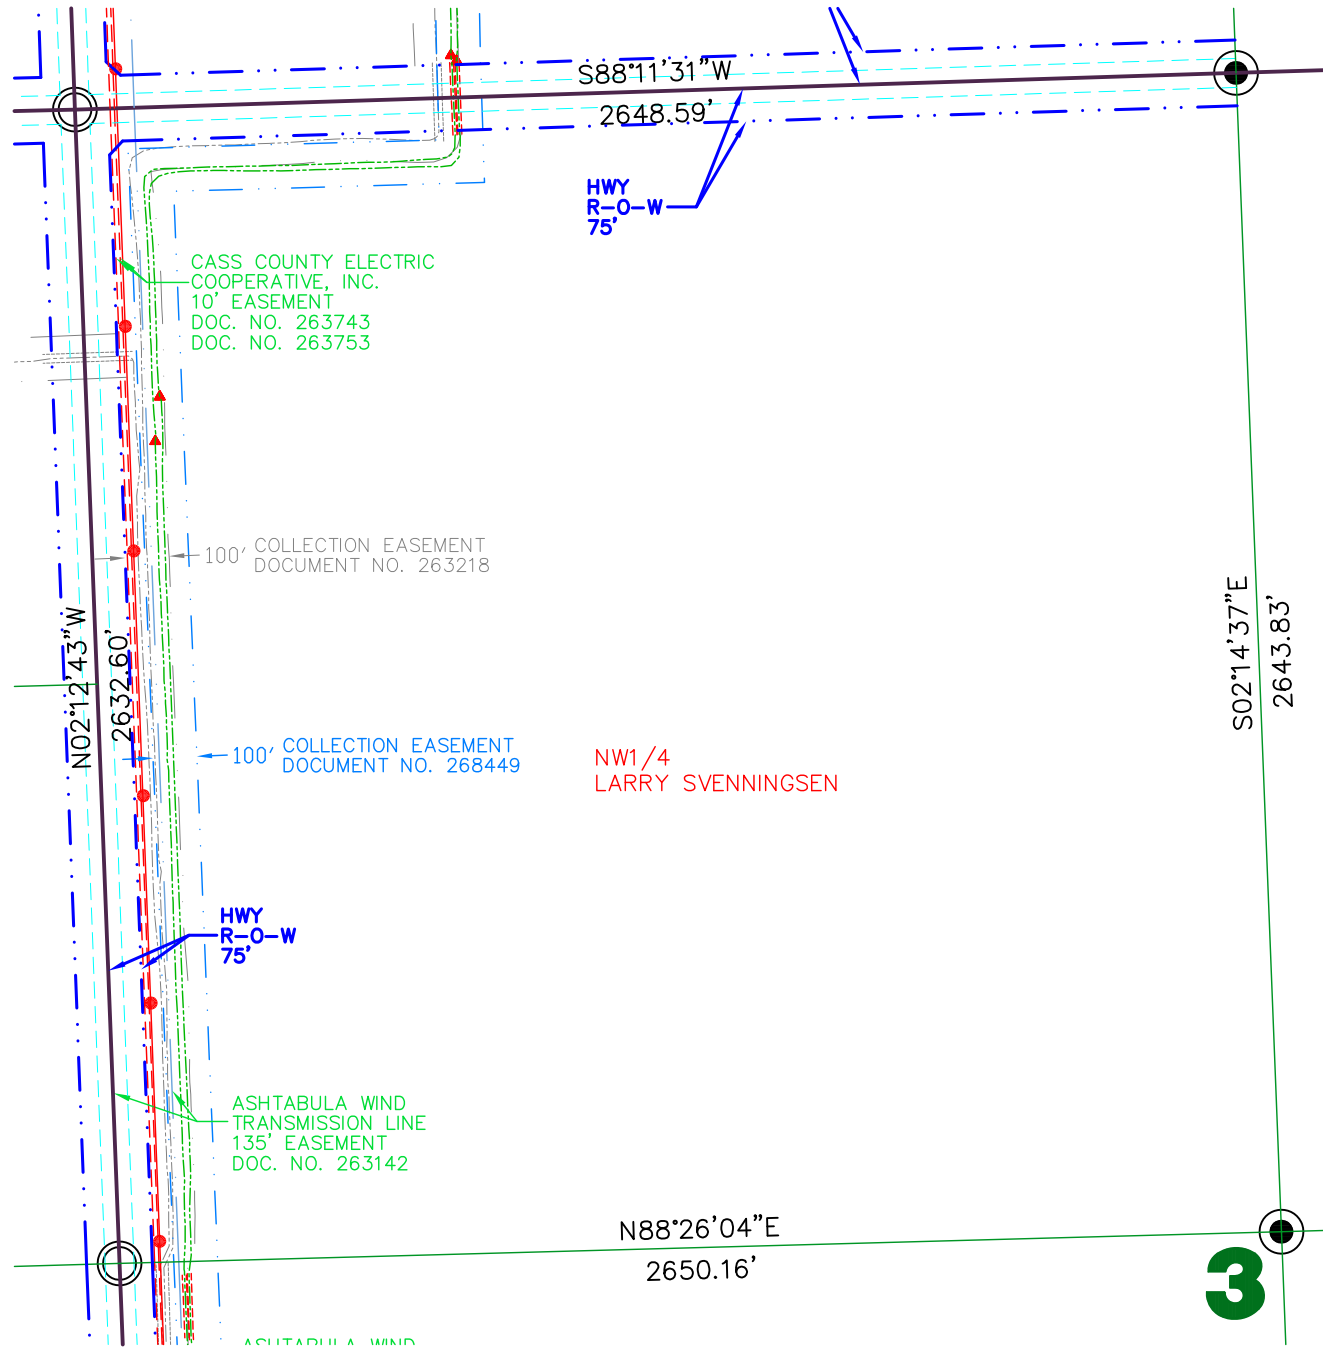 S88°11'31"W
2648.59'
HWY
R-O-W
75'
CASS COUNTY ELECTRIC
COOPERATIVE, INC.
10' EASEMENT
DOC. NO. 263743
DOC. NO. 263753
100' COLLECTION EASEMENT
DOCUMENT NO. 263218
N02°12'43"W
2632.60'
S02°14'37"E
2643.83'
100' COLLECTION EASEMENT
DOCUMENT NO. 268449
NW1/4
LARRY SVENNINGSEN
HWY
R-O-W
75'
ASHTABULA WIND
TRANSMISSION LINE
135' EASEMENT
DOC. NO. 263142
N88°26'04"E
2650.16'
3
ASHTABULA WIND